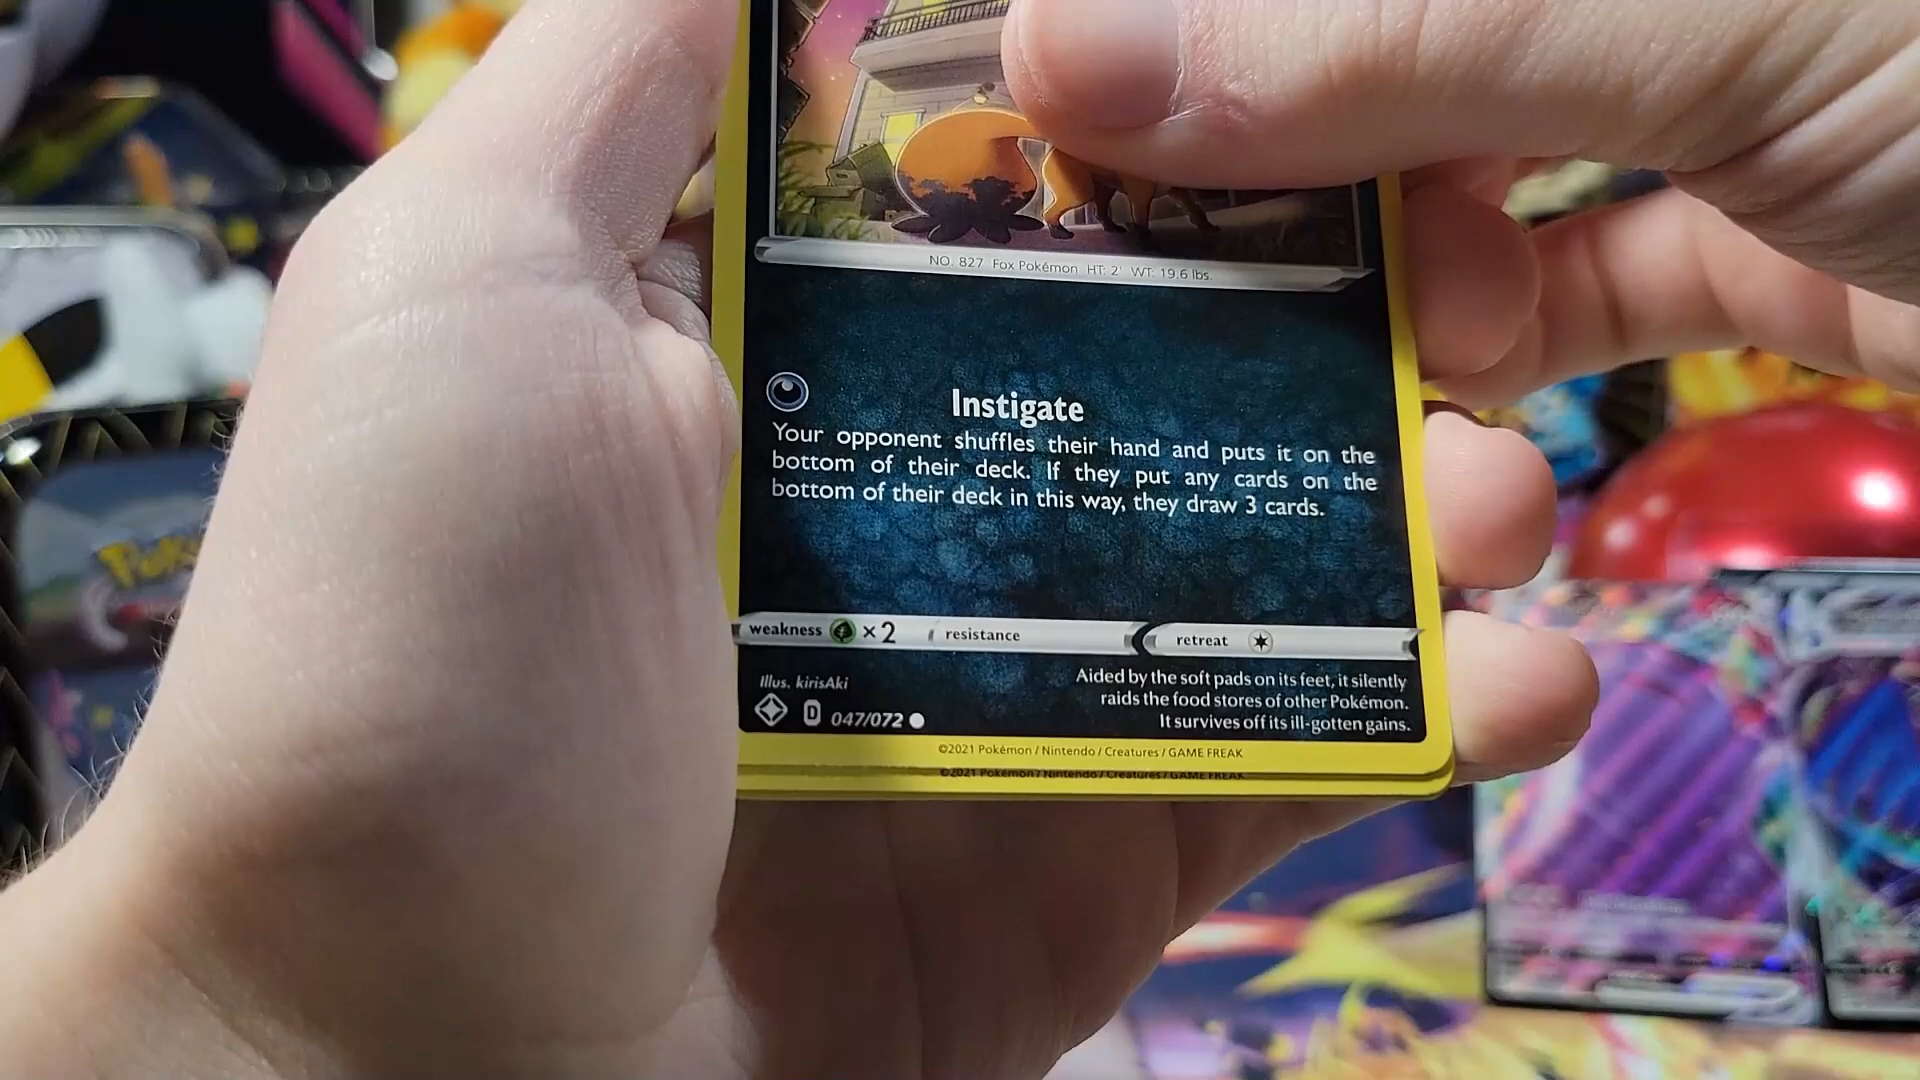 NO. 827 Fox Pokémon HT: 2' WT: 19.6 lbs.
Instigate
Your opponent shuffles their hand and puts it on the
bottom of their deck. If they put any cards on the
bottom of their deck in this way, they draw 3 cards.
weakness ×2 resistance retreat
Illus. kirisAki
D 047/072
Aided by the soft pads on its feet, it silently
raids the food stores of other Pokémon.
It survives off its ill-gotten gains.
©2021 Pokémon / Nintendo / Creatures / GAME FREAK
©2021 Pokémon / Nintendo / Creatures / GAME FREAK